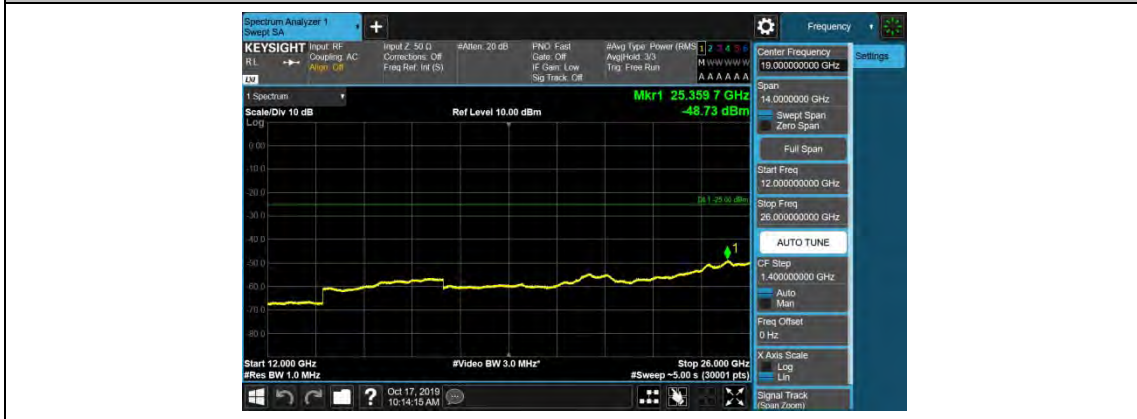 Spectrum Analyzer 1
Swept SA
+
Frequency
KEYSIGHT
RL
Input: RF
Coupling: AC
Align: Off
Input Z: 50 Ω
Corrections: Off
Freq Ref: Int (S)
#Atten: 20 dB
PNO: Fast
Gate: Off
IF Gain: Low
Sig Track: Off
#Avg Type: Power (RMS
Avg|Hold: 3/3
Trig: Free Run
1 2 3 4 5 6
M W W W W W
A A A A A A
1 Spectrum
Scale/Div 10 dB
Ref Level 10.00 dBm
Mkr1 25.359 7 GHz
-48.73 dBm
Log
0.00
-10.0
-20.0
-30.0
-40.0
-50.0
-60.0
-70.0
-80.0
DL1 -25.00 dBm
1
Start 12.000 GHz
#Res BW 1.0 MHz
#Video BW 3.0 MHz*
Stop 26.000 GHz
#Sweep ~5.00 s (30001 pts)
Oct 17, 2019
10:14:15 AM
?
Center Frequency
19.000000000 GHz
Settings
Span
14.0000000 GHz
Swept Span
Zero Span
Full Span
Start Freq
12.000000000 GHz
Stop Freq
26.000000000 GHz
AUTO TUNE
CF Step
1.400000000 GHz
Auto
Man
Freq Offset
0 Hz
X Axis Scale
Log
Lin
Signal Track
(Span Zoom)